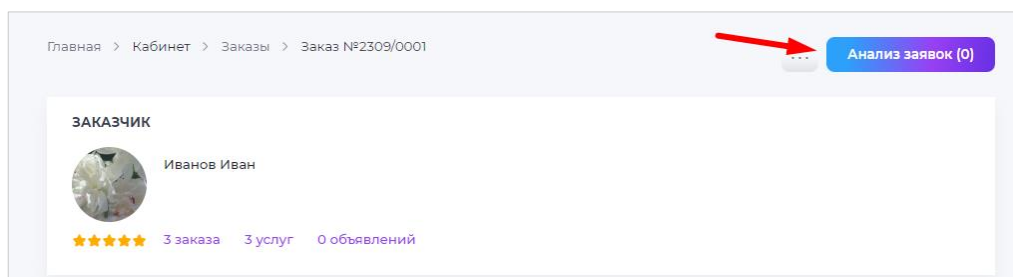 Главная > Кабинет > Заказы > Заказ №2309/0001
... Анализ заявок (0)
ЗАКАЗЧИК
Иванов Иван
3 заказа 3 услуг 0 объявлений